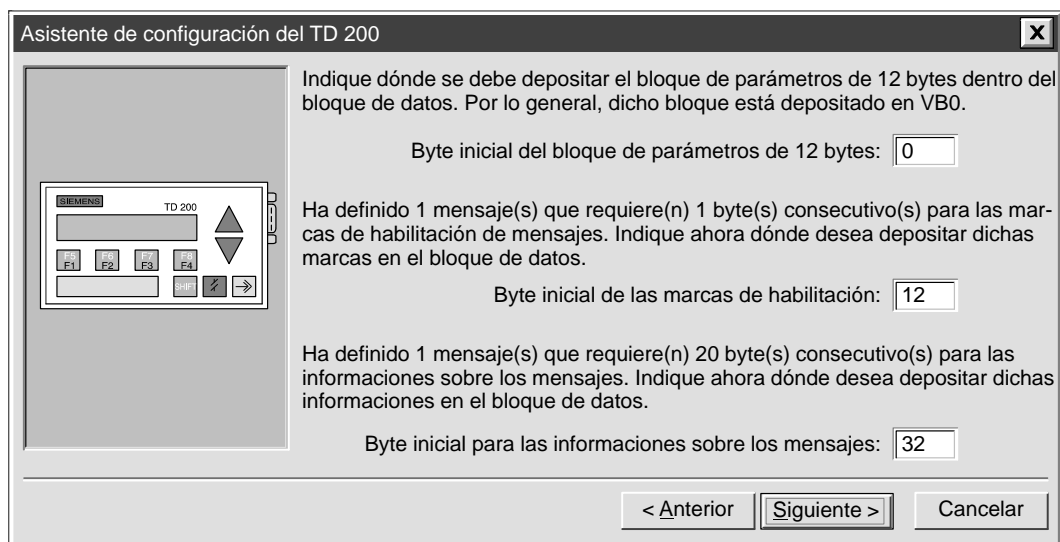 Asistente de configuración del TD 200
X
Indique dónde se debe depositar el bloque de parámetros de 12 bytes dentro del
bloque de datos. Por lo general, dicho bloque está depositado en VB0.
Byte inicial del bloque de parámetros de 12 bytes: 0
SIEMENS
TD 200
F5 F6 F7 F8
F1 F2 F3 F4
SHIFT
Ha definido 1 mensaje(s) que requiere(n) 1 byte(s) consecutivo(s) para las mar-
cas de habilitación de mensajes. Indique ahora dónde desea depositar dichas
marcas en el bloque de datos.
Byte inicial de las marcas de habilitación: 12
Ha definido 1 mensaje(s) que requiere(n) 20 byte(s) consecutivo(s) para las
informaciones sobre los mensajes. Indique ahora dónde desea depositar dichas
informaciones en el bloque de datos.
Byte inicial para las informaciones sobre los mensajes: 32
< Anterior Siguiente > Cancelar